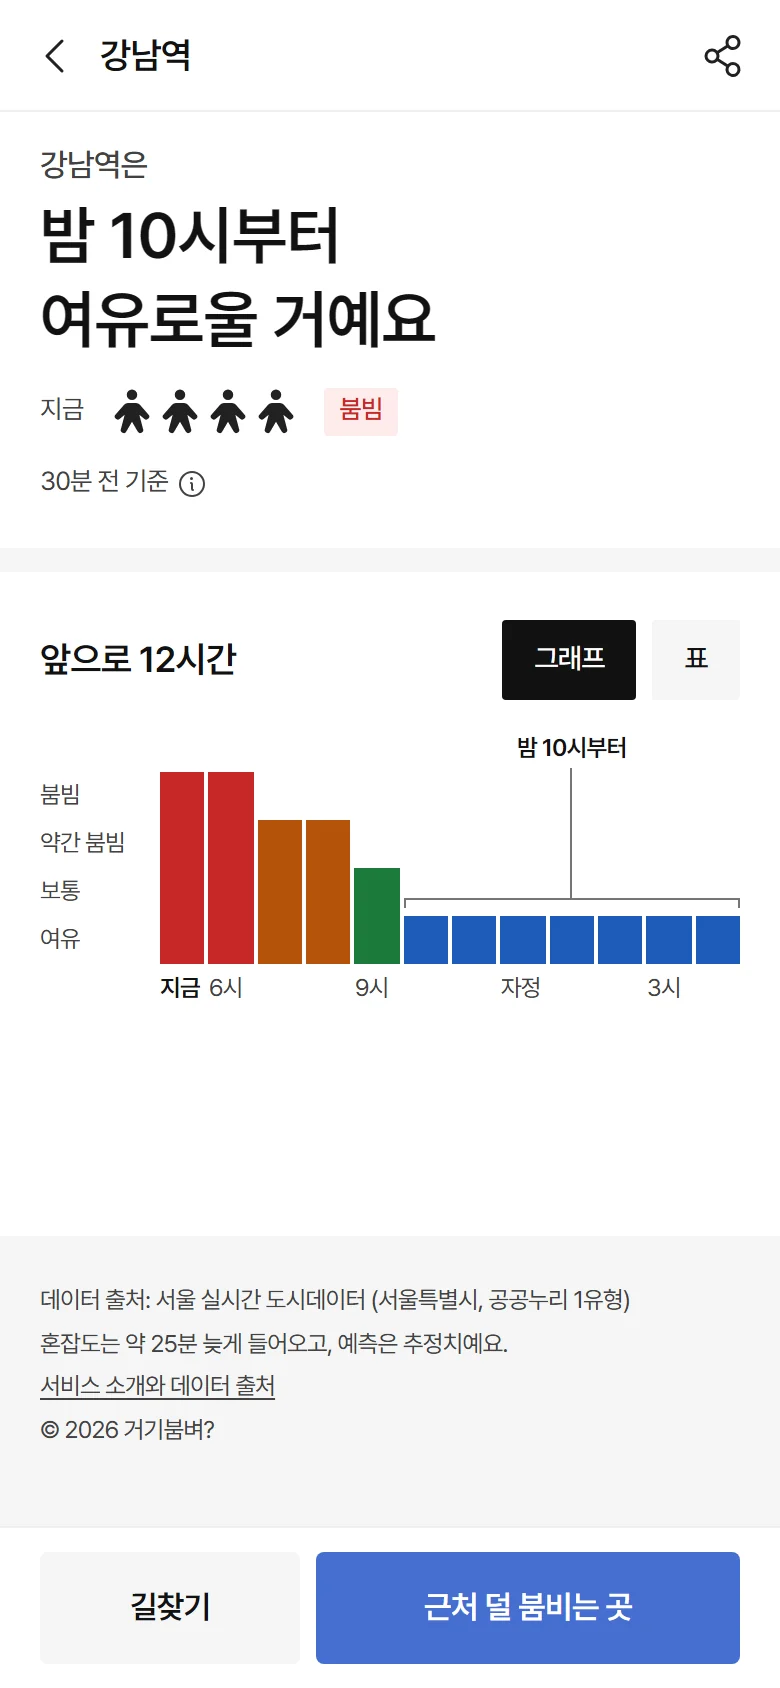 강남역
강남역은
밤 10시부터
여유로울 거예요
지금 붐빔
30분 전 기준
앞으로 12시간 그래프 표
밤 10시부터
붐빔
약간 붐빔
보통
여유
지금 6시 9시 자정 3시
데이터 출처: 서울 실시간 도시데이터 (서울특별시, 공공누리 1유형)
혼잡도는 약 25분 늦게 들어오고, 예측은 추정치예요.
서비스 소개와 데이터 출처
© 2026 거기붐벼?
길찾기 근처 덜 붐비는 곳